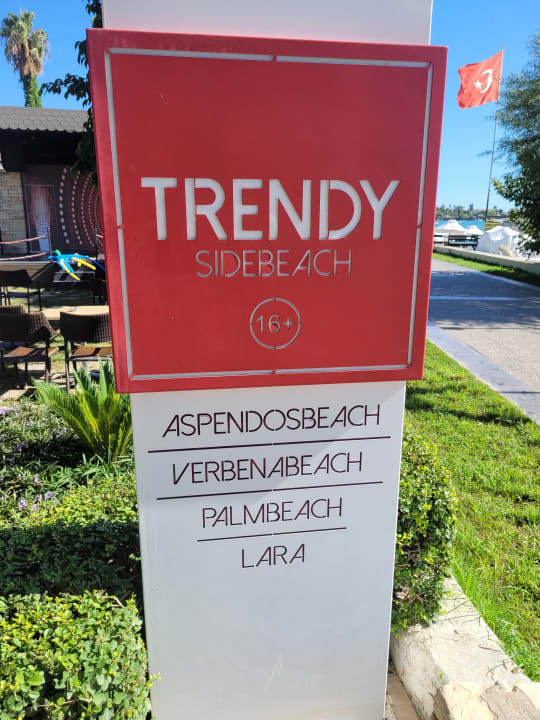 TRENDY
SIDEBEACH
16+
ASPENDOSBEACH
VERBENABEACH
PALMBEACH
LARA